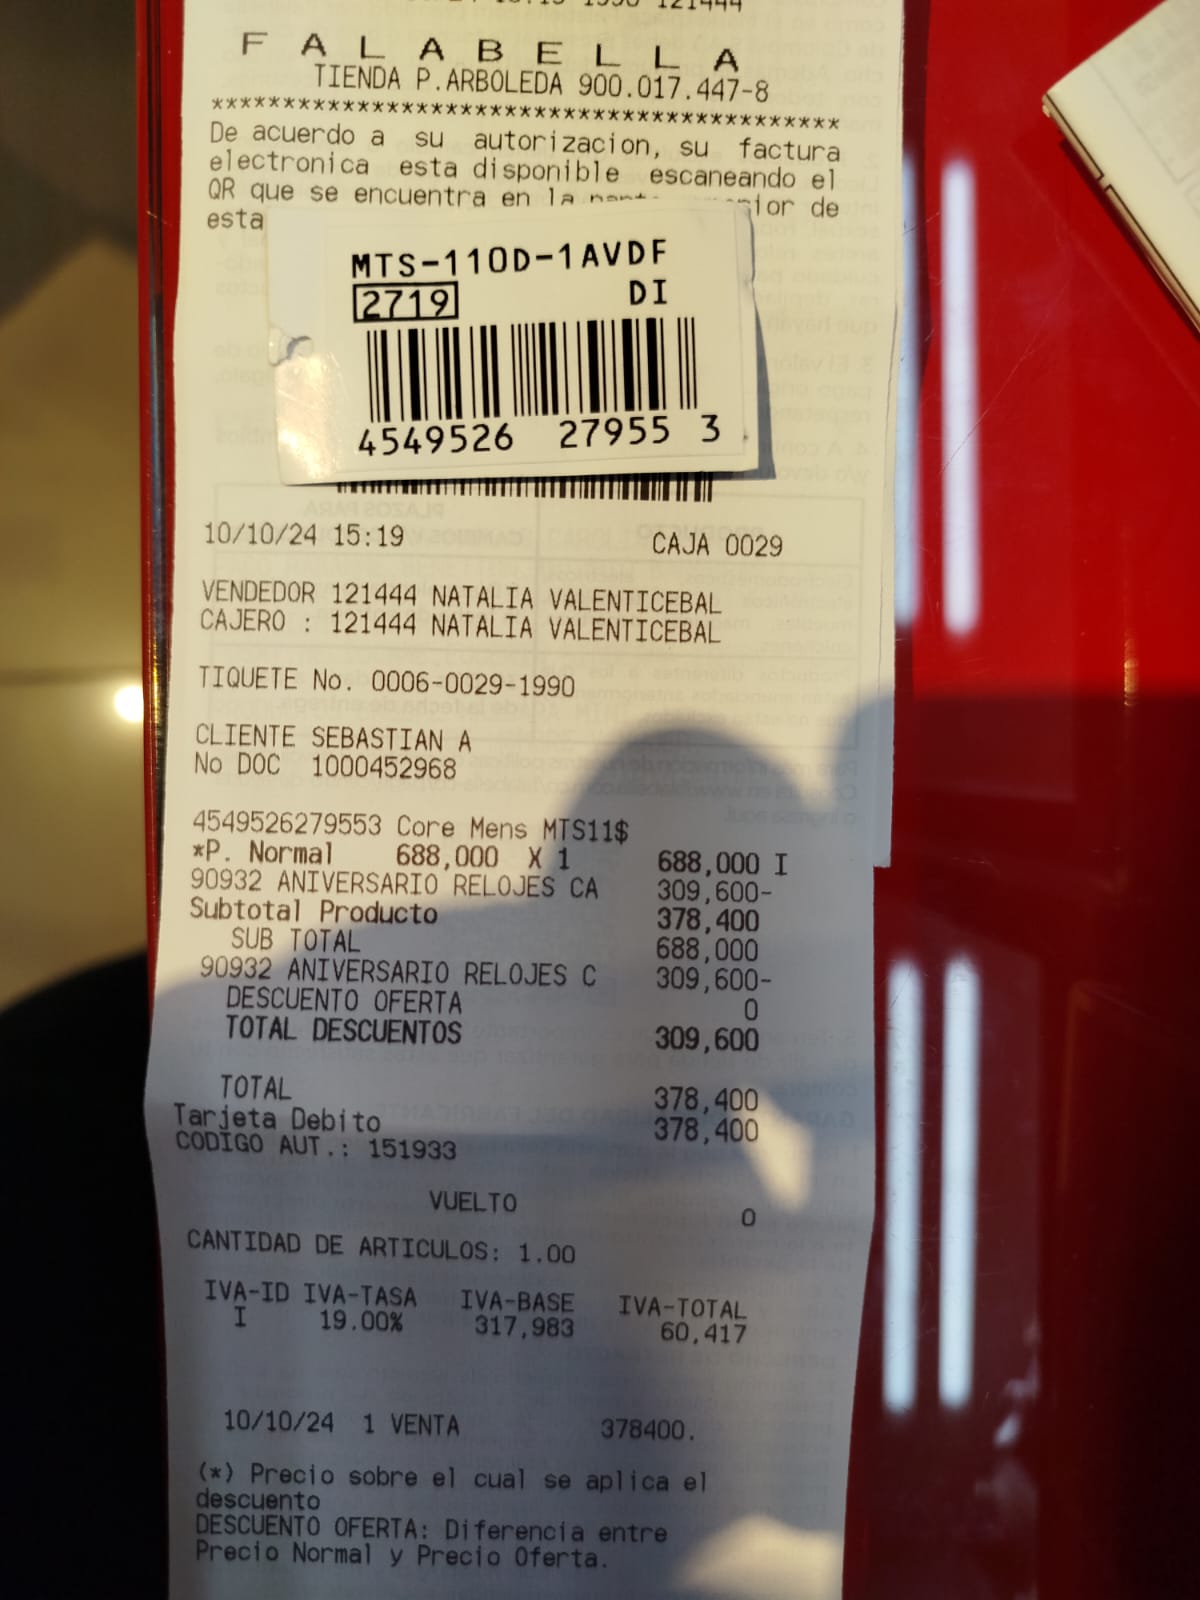 F A L A B E L L A
TIENDA P.ARBOLEDA 900.017.447-8
********************************************
De acuerdo a su autorizacion, su factura
electronica esta disponible escaneando el
QR que se encuentra en la de
esta
MTS-110D-1AVDF
2719 DI
4549526 27955 3
10/10/24 15:19 CAJA 0029
VENDEDOR 121444 NATALIA VALENTICEBAL
CAJERO : 121444 NATALIA VALENTICEBAL
TIQUETE No. 0006-0029-1990
CLIENTE SEBASTIAN A
No DOC 1000452968
4549526279553 Core Mens MTS11$
*P. Normal 688,000 X 1 688,000 I
90932 ANIVERSARIO RELOJES CA 309,600-
Subtotal Producto 378,400
SUB TOTAL 688,000
90932 ANIVERSARIO RELOJES C 309,600-
DESCUENTO OFERTA 0
TOTAL DESCUENTOS 309,600
TOTAL 378,400
Tarjeta Debito 378,400
CODIGO AUT.: 151933
VUELTO 0
CANTIDAD DE ARTICULOS: 1.00
IVA-ID IVA-TASA IVA-BASE IVA-TOTAL
I 19.00% 317,983 60,417
10/10/24 1 VENTA 378400.
(*) Precio sobre el cual se aplica el
descuento
DESCUENTO OFERTA: Diferencia entre
Precio Normal y Precio Oferta.